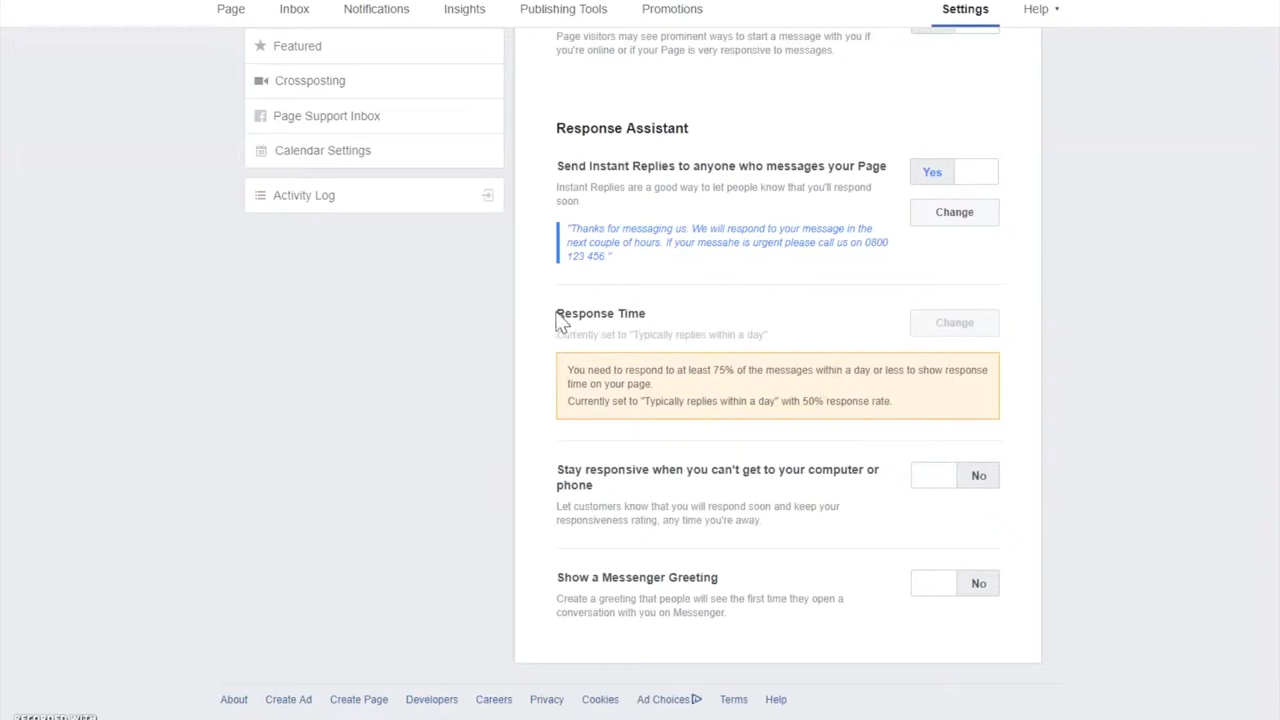 Page Inbox Notifications Insights Publishing Tools Promotions Settings Help
Featured
Crossposting
Page Support Inbox
Calendar Settings
Activity Log
Page visitors may see prominent ways to start a message with you if
you're online or if your Page is very responsive to messages.
Response Assistant
Send Instant Replies to anyone who messages your Page
Yes
Instant Replies are a good way to let people know that you'll respond
soon
Change
"Thanks for messaging us. We will respond to your message in the
next couple of hours. If your messahe is urgent please call us on 0800
123 456."
Response Time
Change
Currently set to "Typically replies within a day"
You need to respond to at least 75% of the messages within a day or less to show response
time on your page.
Currently set to "Typically replies within a day" with 50% response rate.
Stay responsive when you can't get to your computer or
phone
No
Let customers know that you will respond soon and keep your
responsiveness rating, any time you're away.
Show a Messenger Greeting
No
Create a greeting that people will see the first time they open a
conversation with you on Messenger.
About Create Ad Create Page Developers Careers Privacy Cookies Ad Choices Terms Help
RECORDED WITH